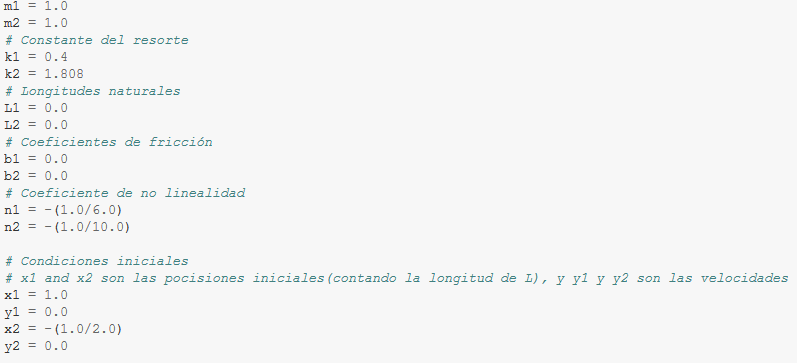 m1 = 1.0
m2 = 1.0
# Constante del resorte
k1 = 0.4
k2 = 1.808
# Longitudes naturales
L1 = 0.0
L2 = 0.0
# Coeficientes de fricción
b1 = 0.0
b2 = 0.0
# Coeficiente de no linealidad
n1 = -(1.0/6.0)
n2 = -(1.0/10.0)
# Condiciones iniciales
# x1 and x2 son las pocisiones iniciales(contando la longitud de L), y y1 y y2 son las velocidades
x1 = 1.0
y1 = 0.0
x2 = -(1.0/2.0)
y2 = 0.0